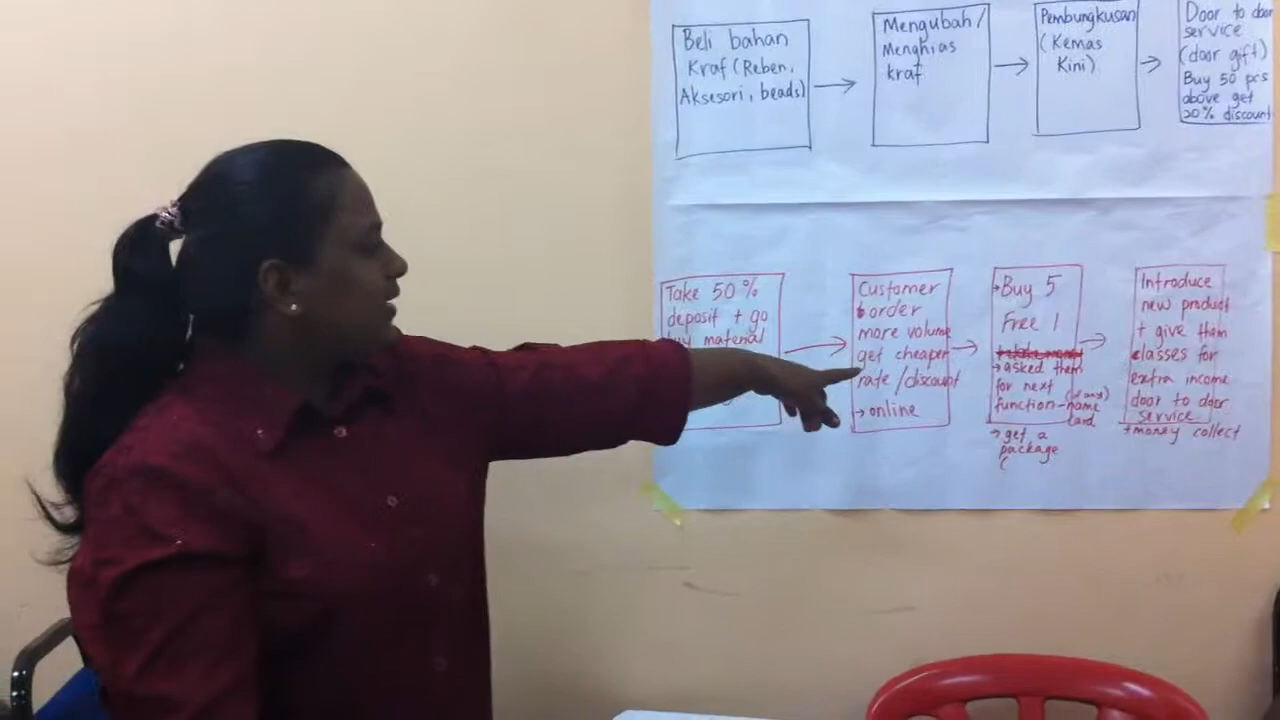 Beli bahan
Kraf (Reben,
Aksesori, beads)
Mengubah /
Menghias
kraf
Pembungkusan
(Kemas
Kini)
Door to door
service
(door gift)
Buy 50 pcs
above get
20% discount
Take 50%
deposit + go
buy material
Customer
order
more volume
get cheaper
rate / discount
→ online
Buy 5
Free 1
→ asked them
for next
function - name
card
→ get a
package
(
Introduce
new product
+ give them
classes for
extra income
door to door
service
+ money collect